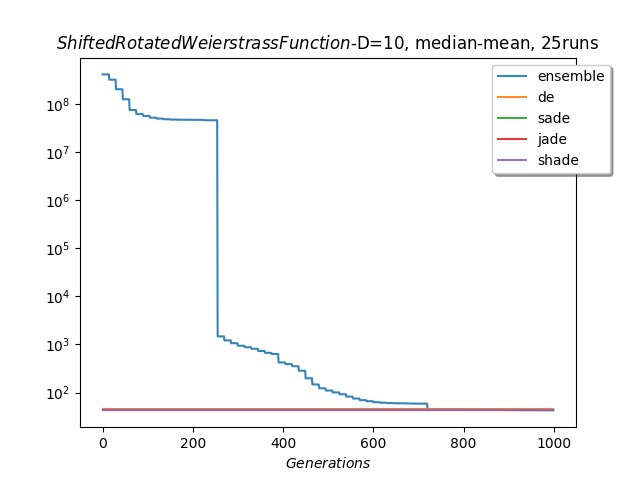 ShiftedRotatedWeierstrassFunction-D=10, median-mean, 25runs
ensemble
de
sade
jade
shade
10^8
10^7
10^6
10^5
10^4
10^3
10^2
0 200 400 600 800 1000
Generations